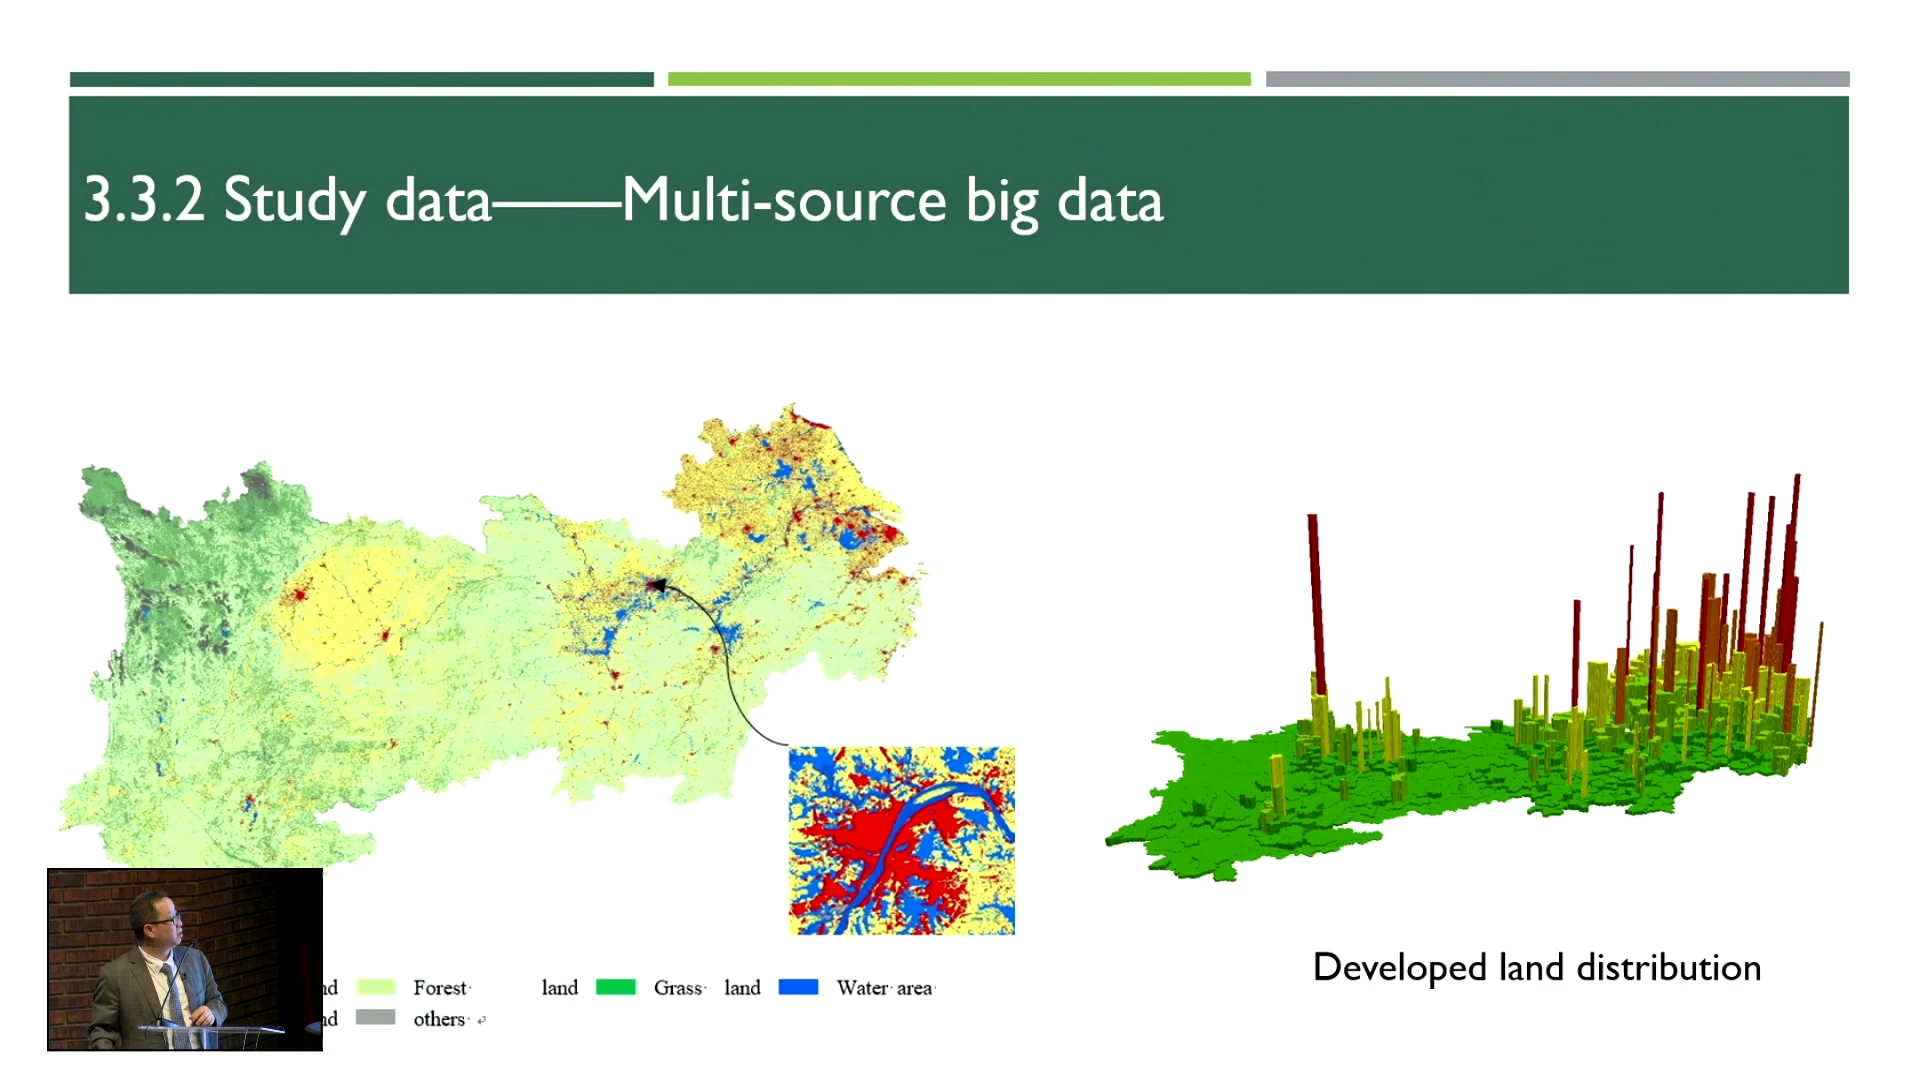 3.3.2 Study data——Multi-source big data
Forest land Grass land Water area
others
Developed land distribution